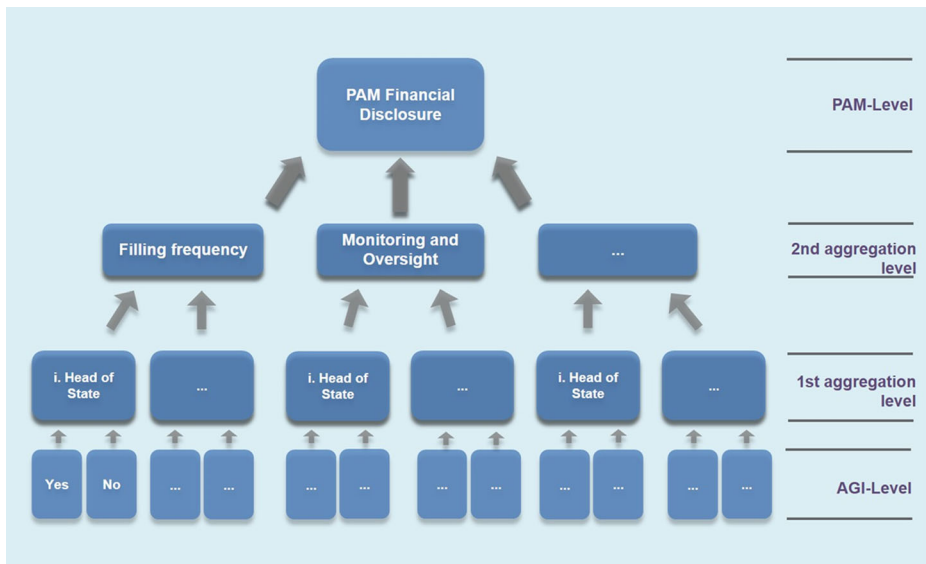 PAM Financial
Disclosure
PAM-Level
Filling frequency
Monitoring and
Oversight
...
2nd aggregation
level
i. Head of
State
...
i. Head of
State
...
i. Head of
State
...
1st aggregation
level
Yes
No
...
...
...
...
...
...
...
...
...
...
AGI-Level